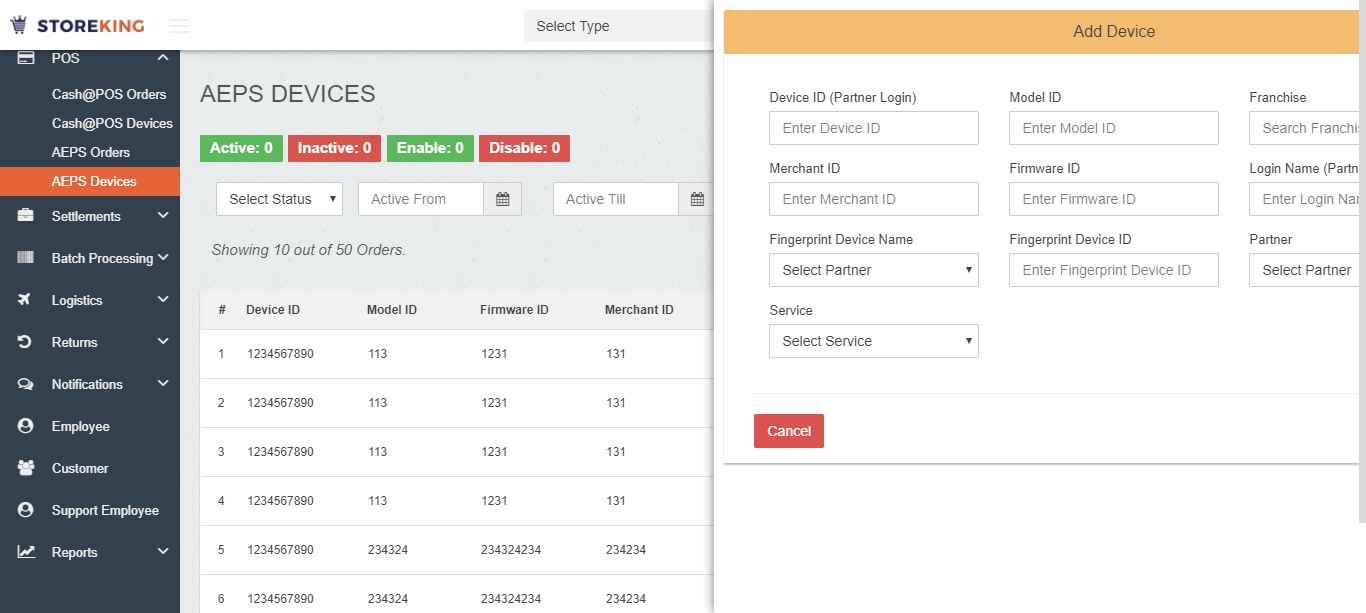 STOREKING
Select Type
POS
Cash@POS Orders
Cash@POS Devices
AEPS Orders
AEPS Devices
Settlements
Batch Processing
Logistics
Returns
Notifications
Employee
Customer
Support Employee
Reports
AEPS DEVICES
Active: 0 Inactive: 0 Enable: 0 Disable: 0
Select Status Active From Active Till
Showing 10 out of 50 Orders.
# Device ID Model ID Firmware ID Merchant ID
1 1234567890 113 1231 131
2 1234567890 113 1231 131
3 1234567890 113 1231 131
4 1234567890 113 1231 131
5 1234567890 234324 234324234 234234
6 1234567890 234324 234324234 234234
Add Device
Device ID (Partner Login) Model ID Franchise
Enter Device ID Enter Model ID Search Franchis
Merchant ID Firmware ID Login Name (Partn
Enter Merchant ID Enter Firmware ID Enter Login Nar
Fingerprint Device Name Fingerprint Device ID Partner
Select Partner Enter Fingerprint Device ID Select Partner
Service
Select Service
Cancel